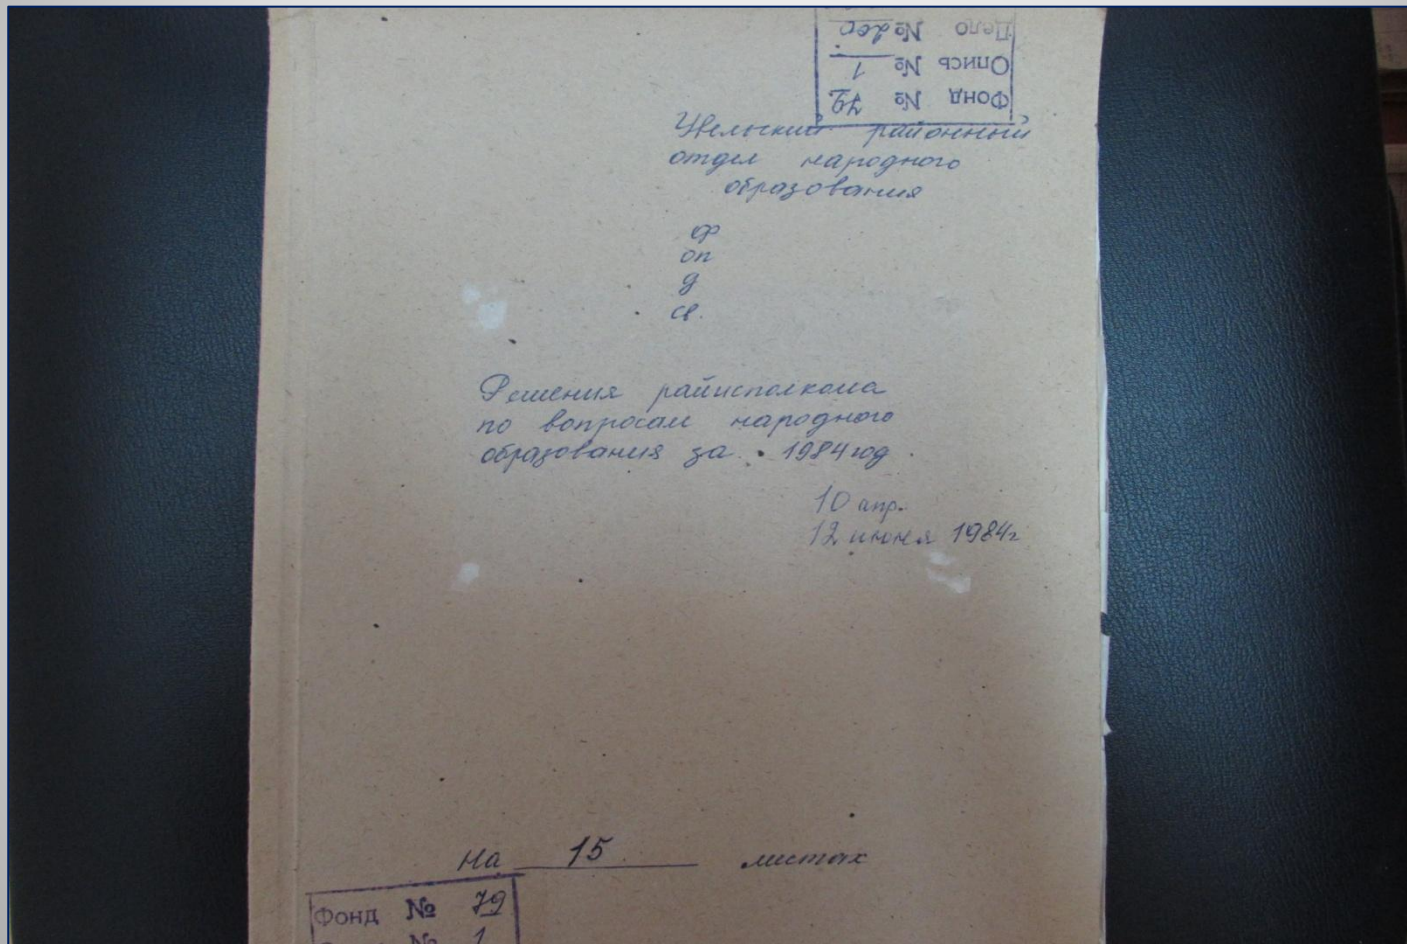 Дело №
Опись № 1
Фонд № 79
районный
отдел народного
образования
ф
оп
д
св.
Решения райисполкома
по вопросам народного
образования за 1984 год
10 апр.
12 июня 1984г
на 15 листах
Фонд № 79
№ 1